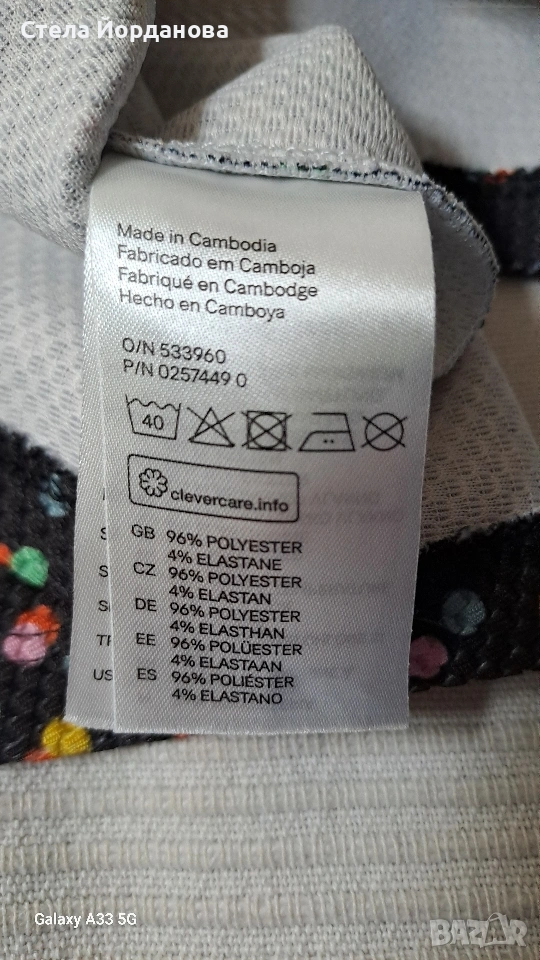 Стела Йорданова
Made in Cambodia
Fabricado em Camboja
Fabriqué en Cambodge
Hecho en Camboya
O/N 533960
P/N 0257449 0
40
clevercare.info
GB 96% POLYESTER
4% ELASTANE
CZ 96% POLYESTER
4% ELASTAN
DE 96% POLYESTER
4% ELASTHAN
EE 96% POLÜESTER
4% ELASTAAN
US ES 96% POLIÉSTER
4% ELASTANO
Galaxy A33 5G
BAZAR